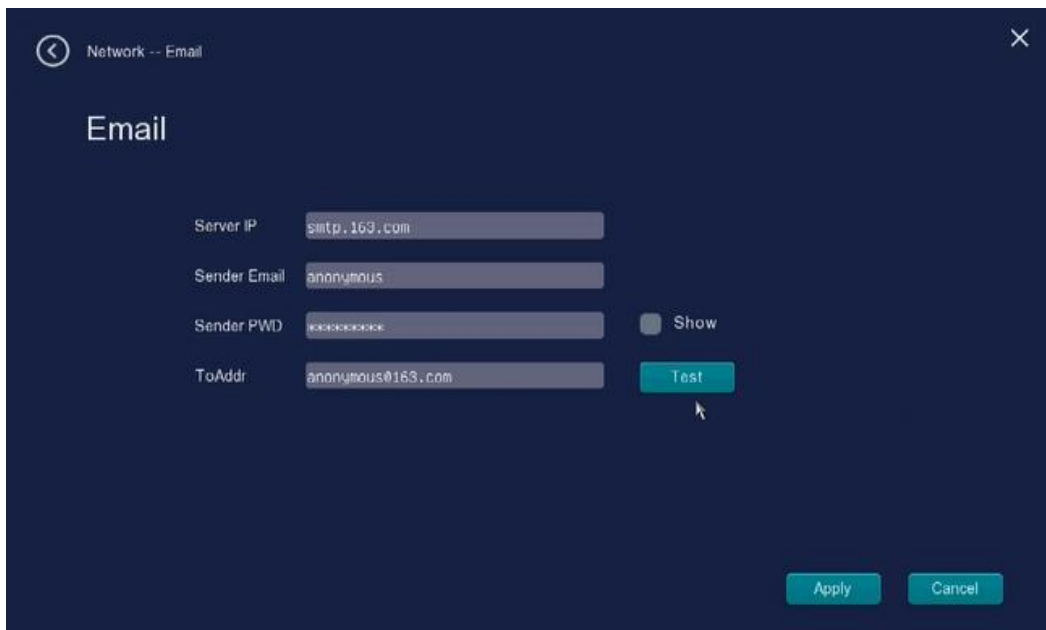 Network -- Email
Email
Server IP smtp.163.com
Sender Email anonymous
Sender PWD ********* Show
ToAddr anonymous@163.com Test
Apply Cancel